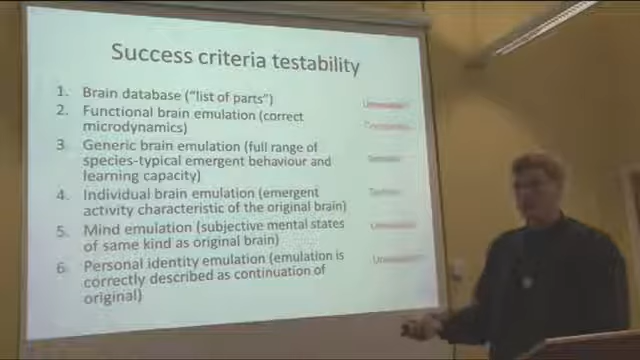 Success criteria testability
1. Brain database ("list of parts")
2. Functional brain emulation (correct
microdynamics)
3. Generic brain emulation (full range of
species-typical emergent behaviour and
learning capacity)
4. Individual brain emulation (emergent
activity characteristic of the original brain)
5. Mind emulation (subjective mental states
of same kind as original brain)
6. Personal identity emulation (emulation is
correctly described as continuation of
original)